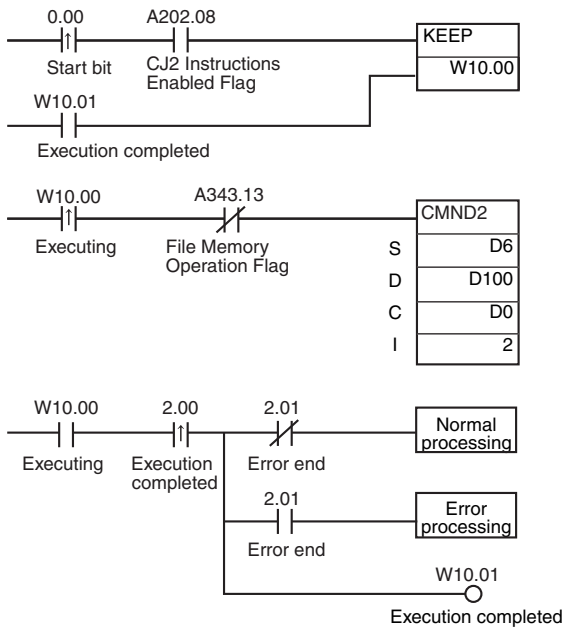 0.00 A202.08
↑
KEEP
Start bit CJ2 Instructions
Enabled Flag
W10.00
W10.01
Execution completed
W10.00 A343.13
↑
CMND2
Executing File Memory
Operation Flag
S D6
D D100
C D0
I 2
W10.00 2.00 2.01
↑
Normal
processing
Executing Execution
completed
Error end
2.01
Error
processing
Error end
W10.01
Execution completed